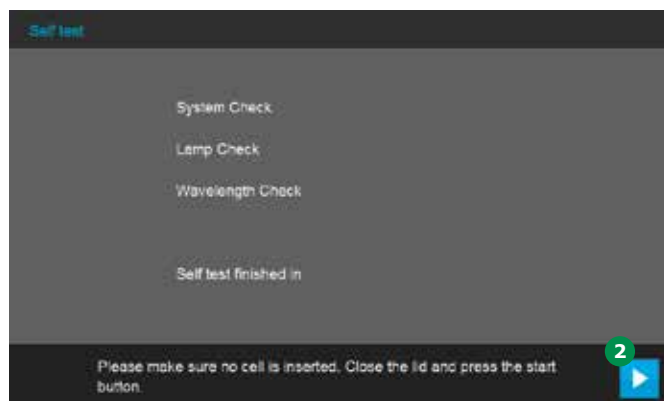 Self test
System Check
Lamp Check
Wavelength Check
Self test finished in
Please make sure no cell is inserted. Close the lid and press the start
button.
2